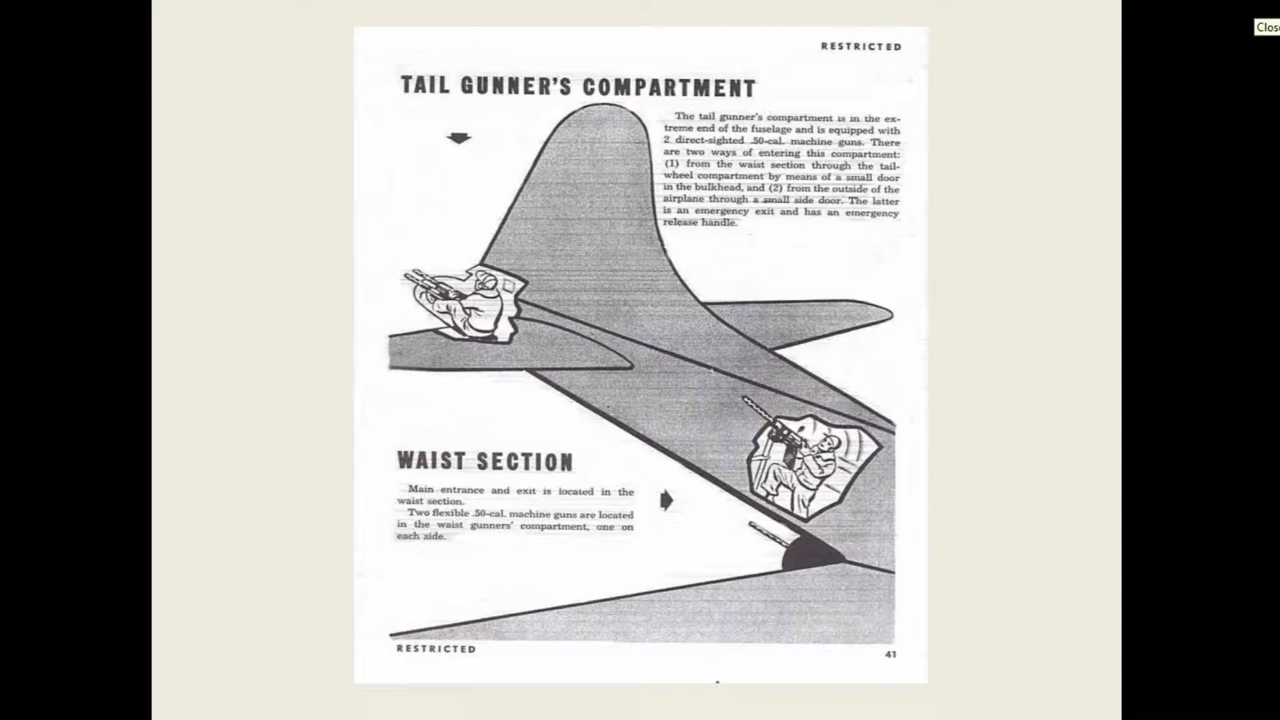 Close
RESTRICTED
TAIL GUNNER'S COMPARTMENT
The tail gunner's compartment is in the ex-
treme end of the fuselage and is equipped with
2 direct-sighted .50-cal. machine guns. There
are two ways of entering this compartment:
(1) from the waist section through the tail-
wheel compartment by means of a small door
in the bulkhead, and (2) from the outside of the
airplane through a small side door. The latter
is an emergency exit and has an emergency
release handle.
WAIST SECTION
Main entrance and exit is located in the
waist section.
Two flexible .50-cal. machine guns are located
in the waist gunners' compartment, one on
each side.
RESTRICTED
41